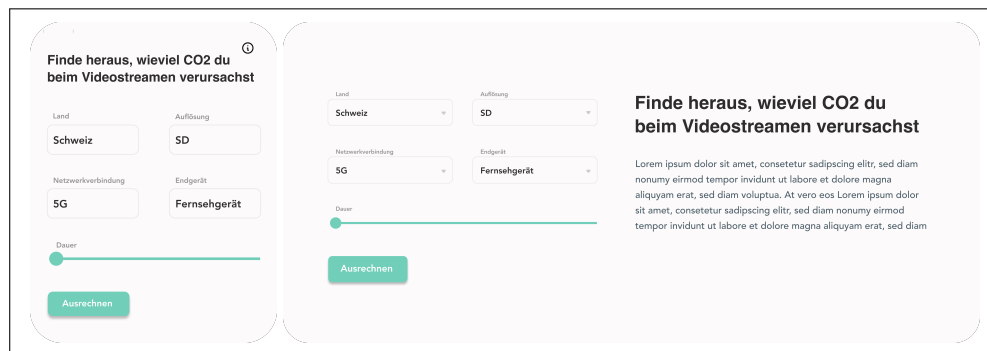 Finde heraus, wieviel CO2 du
beim Videostreamen verursachst
Land
Auflösung
Schweiz
SD
Netzwerkverbindung
Endgerät
5G
Fernsehgerät
Dauer
Ausrechnen
Land
Auflösung
Schweiz
SD
Netzwerkverbindung
Endgerät
5G
Fernsehgerät
Dauer
Ausrechnen
Finde heraus, wieviel CO2 du
beim Videostreamen verursachst
Lorem ipsum dolor sit amet, consetetur sadipscing elitr, sed diam
nonumy eirmod tempor invidunt ut labore et dolore magna
aliquyam erat, sed diam voluptua. At vero eos Lorem ipsum dolor
sit amet, consetetur sadipscing elitr, sed diam nonumy eirmod
tempor invidunt ut labore et dolore magna aliquyam erat, sed diam